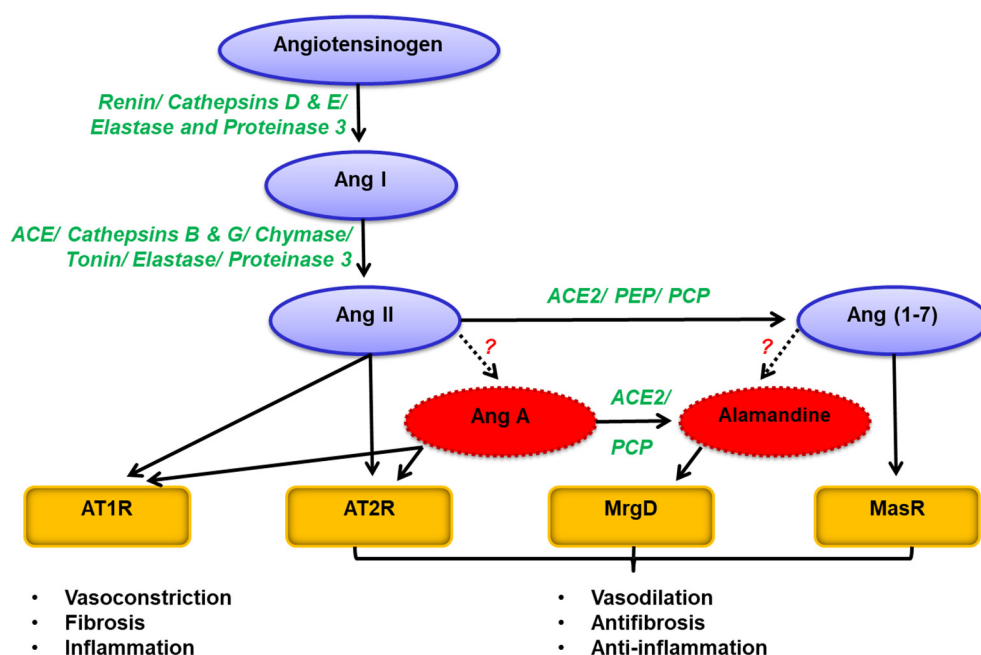 Angiotensinogen
Renin/ Cathepsins D & E/
Elastase and Proteinase 3
Ang I
ACE/ Cathepsins B & G/ Chymase/
Tonin/ Elastase/ Proteinase 3
Ang II
ACE2/ PEP/ PCP
Ang (1-7)
?
?
Ang A
ACE2/
PCP
Alamandine
AT1R
AT2R
MrgD
MasR
• Vasoconstriction
• Fibrosis
• Inflammation
• Vasodilation
• Antifibrosis
• Anti-inflammation